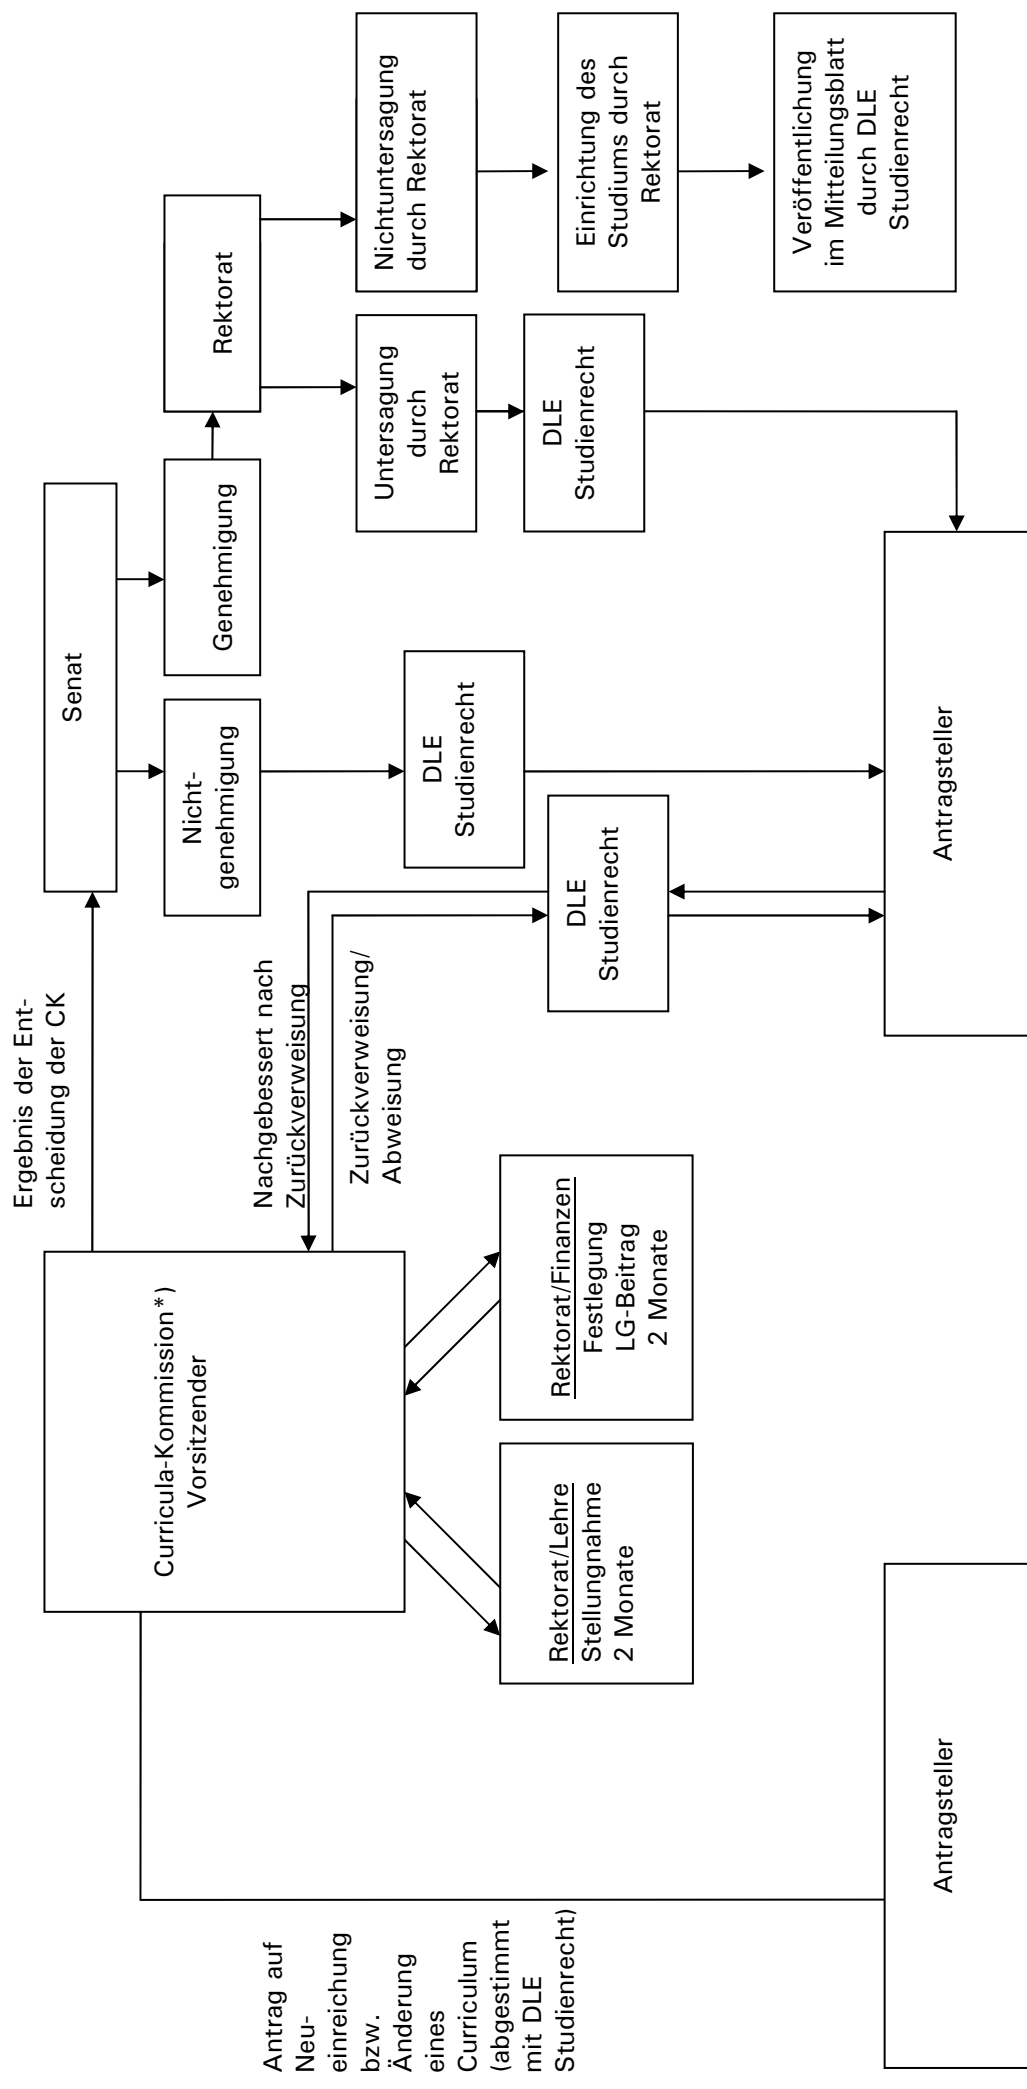 Antrag auf
Neu-
einreichung
bzw.
Änderung
eines
Curriculum
(abgestimmt
mit DLE
Studienrecht)
Antragsteller
Curricula-Kommission*)
Vorsitzender
Rektorat/Lehre
Stellungnahme
2 Monate
Rektorat/Finanzen
Festlegung
LG-Beitrag
2 Monate
Ergebnis der Ent-
scheidung der CK
Nachgebessert nach
Zurückverweisung
Zurückverweisung/
Abweisung
DLE
Studienrecht
Senat
Nicht-
genehmigung
DLE
Studienrecht
Antragsteller
Genehmigung
Rektorat
Untersagung
durch
Rektorat
DLE
Studienrecht
Nichtuntersagung
durch Rektorat
Einrichtung des
Studiums durch
Rektorat
Veröffentlichung
im Mitteilungsblatt
durch DLE
Studienrecht